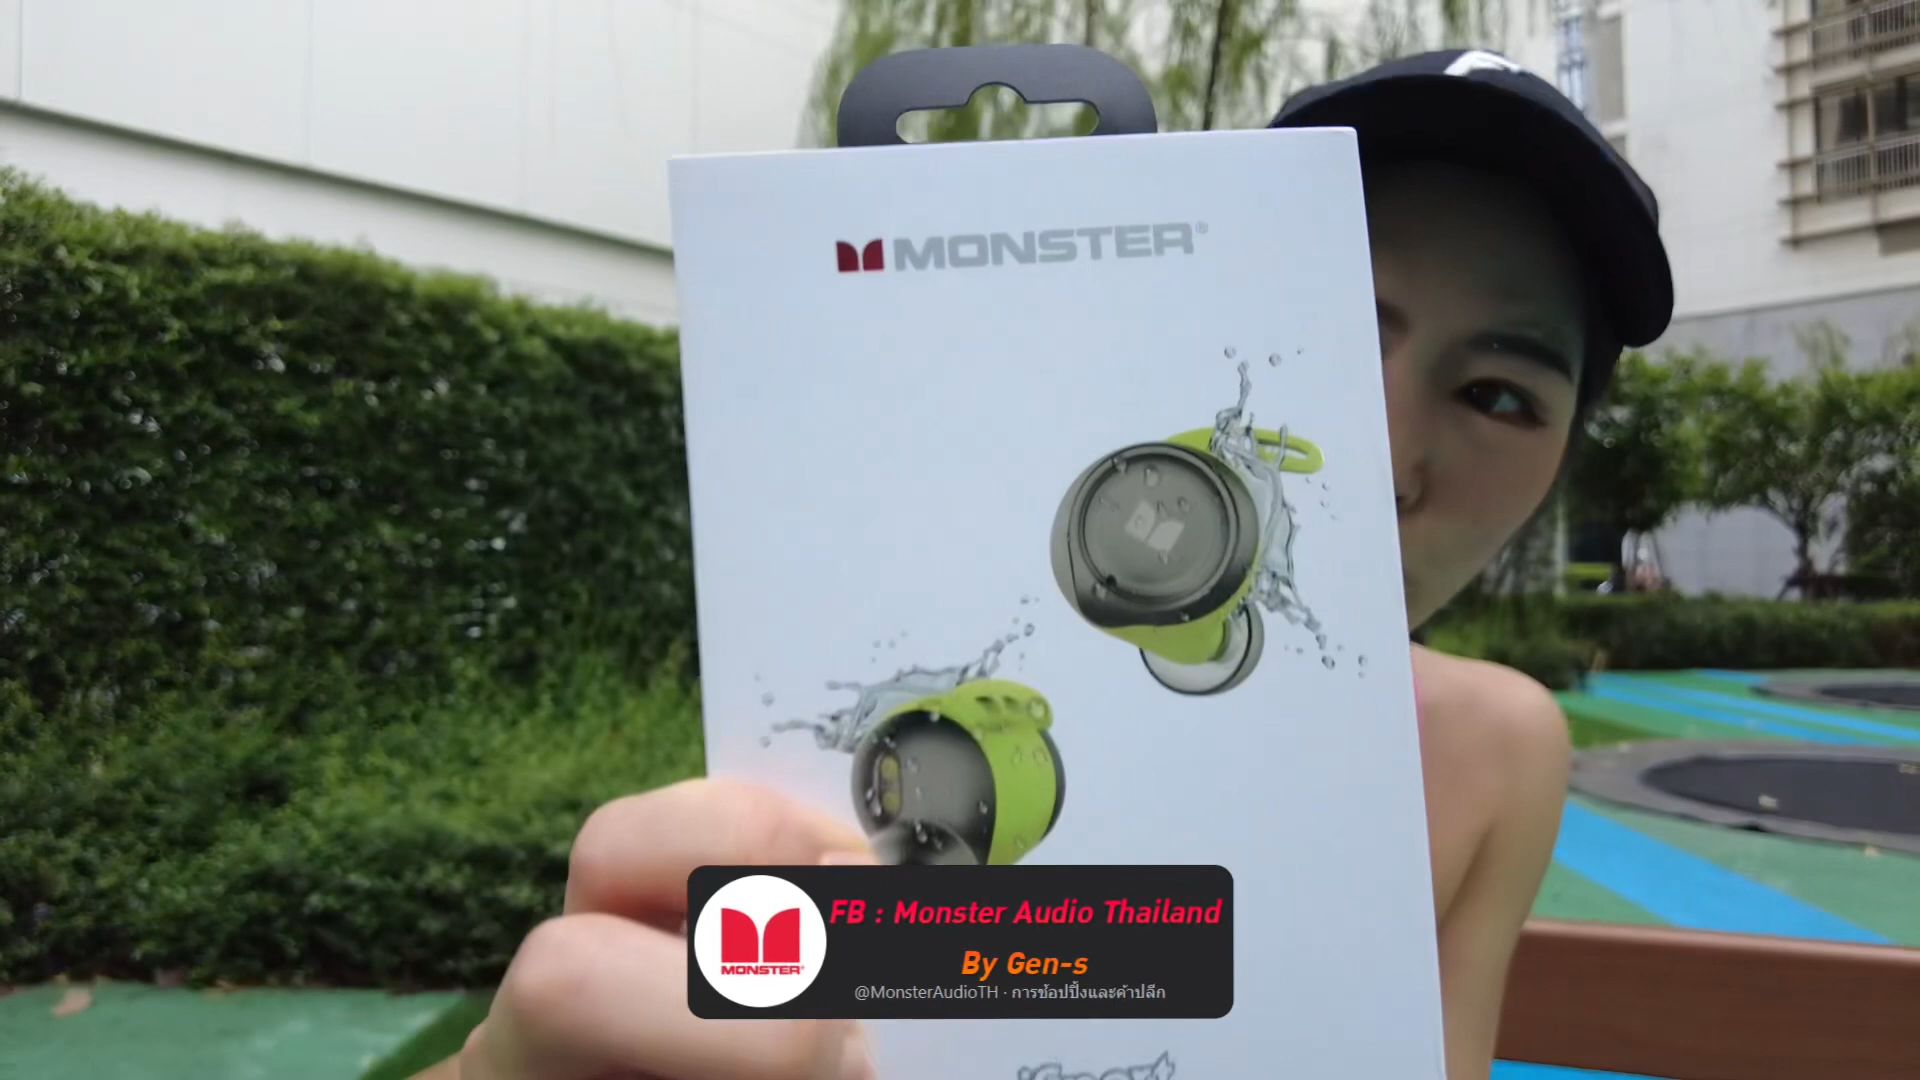 MONSTER®
FB : Monster Audio Thailand
MONSTER
By Gen-s
@MonsterAudioTH · การช้อปปิ้งและค้าปลีก
iSport